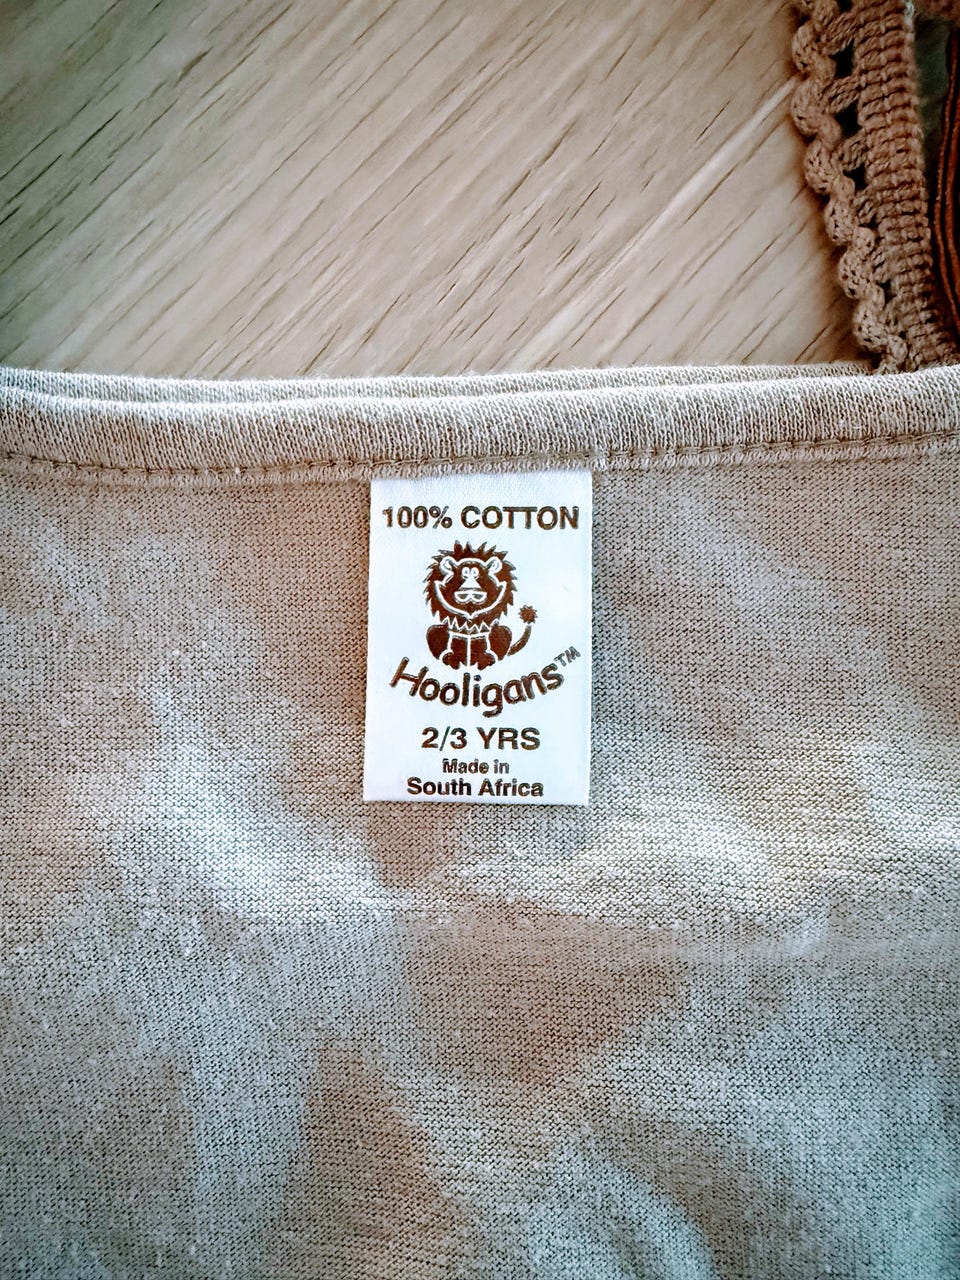 100% COTTON
Hooligans™
2/3 YRS
Made in
South Africa